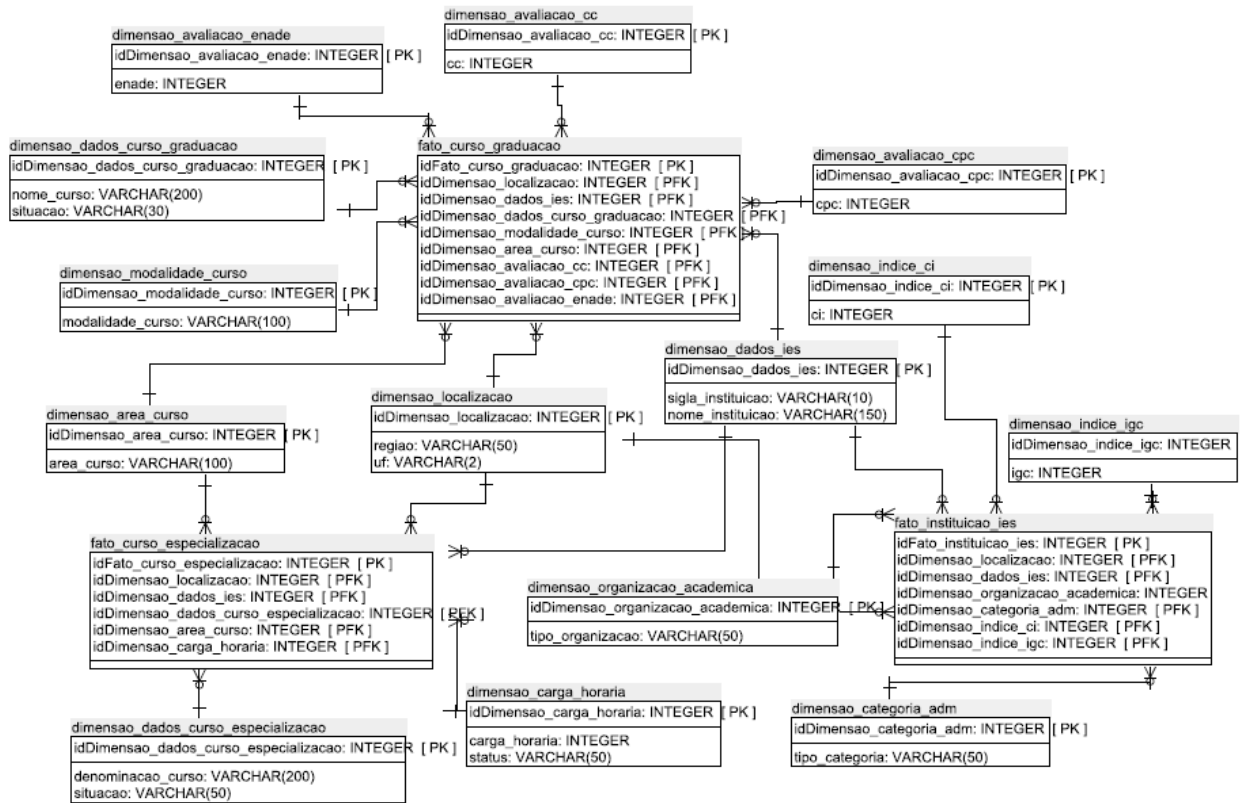 dimensao_avaliacao_enade
idDimensao_avaliacao_enade: INTEGER [ PK ]
enade: INTEGER
dimensao_avaliacao_cc
idDimensao_avaliacao_cc: INTEGER [ PK ]
cc: INTEGER
dimensao_dados_curso_graduacao
idDimensao_dados_curso_graduacao: INTEGER [ PK ]
nome_curso: VARCHAR(200)
situacao: VARCHAR(30)
fato_curso_graduacao
idFato_curso_graduacao: INTEGER [ PK ]
idDimensao_localização: INTEGER [ PFK ]
idDimensao_dados_ies: INTEGER [ PFK ]
idDimensao_dados_curso_graduacao: INTEGER [ PFK ]
idDimensao_modalidade_curso: INTEGER [ PFK ]
idDimensao_area_curso: INTEGER [ PFK ]
idDimensao_avaliacao_cc: INTEGER [ PFK ]
idDimensao_avaliacao_cpc: INTEGER [ PFK ]
idDimensao_avaliacao_enade: INTEGER [ PFK ]
dimensao_avaliacao_cpc
idDimensao_avaliacao_cpc: INTEGER [ PK ]
cpc: INTEGER
dimensao_modalidade_curso
idDimensao_modalidade_curso: INTEGER [ PK ]
modalidade_curso: VARCHAR(100)
dimensao_indice_ci
idDimensao_indice_ci: INTEGER [ PK ]
ci: INTEGER
dimensao_dados_ies
idDimensao_dados_ies: INTEGER [ PK ]
sigla_instituicao: VARCHAR(10)
nome_instituicao: VARCHAR(150)
dimensao_area_curso
idDimensao_area_curso: INTEGER [ PK ]
area_curso: VARCHAR(100)
dimensao_localização
idDimensao_localização: INTEGER [ PK ]
regiao: VARCHAR(50)
uf: VARCHAR(2)
dimensao_indice_igc
idDimensao_indice_igc: INTEGER [ PK ]
igc: INTEGER
fato_curso_especializacao
idFato_curso_especializacao: INTEGER [ PK ]
idDimensao_localizacao: INTEGER [ PFK ]
idDimensao_dados_ies: INTEGER [ PFK ]
idDimensao_dados_curso_especializacao: INTEGER [ PFK ]
idDimensao_area_curso: INTEGER [ PFK ]
idDimensao_carga_horaria: INTEGER [ PFK ]
fato_instituicao_ies
idFato_instituicao_ies: INTEGER [ PK ]
idDimensao_localizacao: INTEGER [ PFK ]
idDimensao_dados_ies: INTEGER [ PFK ]
idDimensao_organizacao_academica: INTEGER
idDimensao_categoria_adm: INTEGER [ PFK ]
idDimensao_indice_ci: INTEGER [ PFK ]
idDimensao_indice_igc: INTEGER [ PFK ]
dimensao_organização_academica
idDimensao_organização_academica: INTEGER [ PK ]
tipo_organizacao: VARCHAR(50)
dimensao_dados_curso_especialização
idDimensao_dados_curso_especialização: INTEGER [ PK ]
denominacao_curso: VARCHAR(200)
situacao: VARCHAR(50)
dimensao_carga_horaria
idDimensao_carga_horaria: INTEGER [ PK ]
carga_horaria: INTEGER
status: VARCHAR(50)
dimensao_categoria_adm
idDimensao_categoria_adm: INTEGER [ PK ]
tipo_categoria: VARCHAR(50)